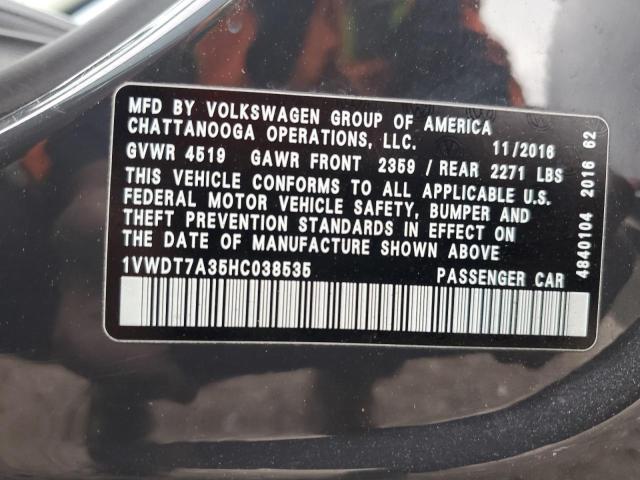 MFD BY VOLKSWAGEN GROUP OF AMERICA
CHATTANOOGA OPERATIONS, LLC. 11/2016
GVWR 4519 GAWR FRONT 2359 / REAR 2271 LBS
THIS VEHICLE CONFORMS TO ALL APPLICABLE U.S.
FEDERAL MOTOR VEHICLE SAFETY, BUMPER AND
THEFT PREVENTION STANDARDS IN EFFECT ON
THE DATE OF MANUFACTURE SHOWN ABOVE
1VWDT7A35HC038535 PASSENGER CAR
4840104 2016 62